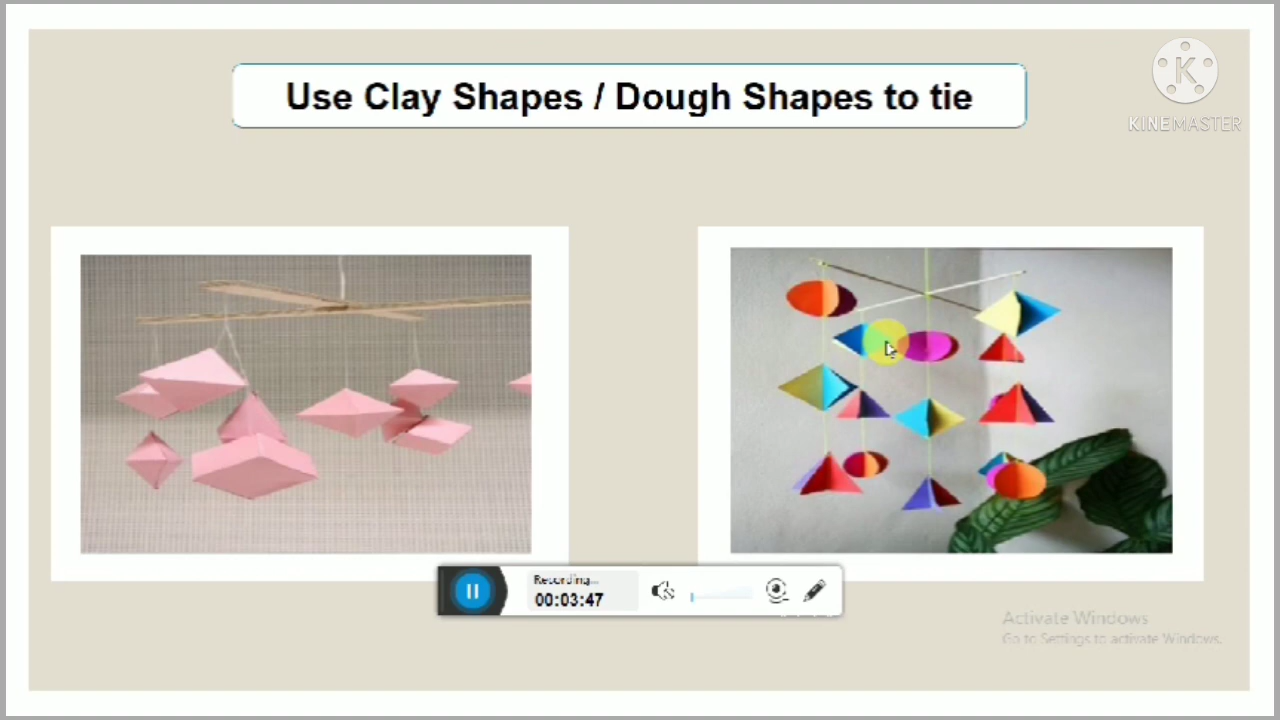 Use Clay Shapes / Dough Shapes to tie
K
KINEMASTER
Recording...
00:03:47
Activate Windows
Go to Settings to activate Windows.